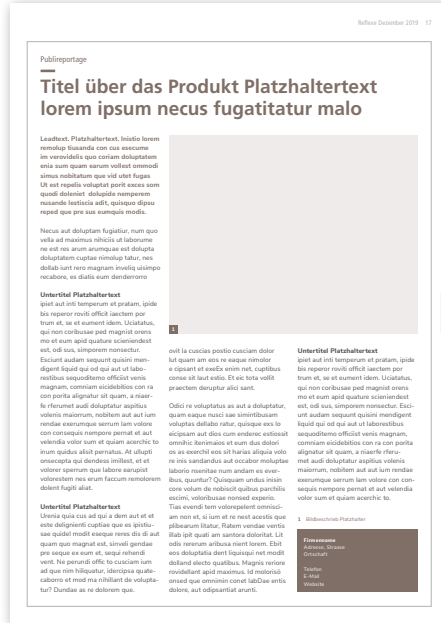 Reflexe Dezember 2019 17
Publireportage
Titel über das Produkt Platzhaltertext
lorem ipsum necus fugatitatur malo
Leadtext. Platzhaltertext. Inistio lorem
remolup tiusanda con cus esecume
im verovidelis quo coriam doluptatem
enia sum quam earum vollest ommodi
simus nobitatum que vid utet fugas
Ut est repelis voluptat porit exces som
quodi doleniet dolupide nemperem
nusande lestiscia adit, quisquo dipsu
reped que pre sus eumquis modis.
Necus aut doluptam fugiatiur, num quo
vella ad maximus nihiciis ut laborume
ne est res arum arumquae est dolupta
doluptatem cuptae nimolup tatur, nes
dollab iunt rero magnam inveliq uisimpo
recabore, es diatis eum denderrorro
Untertitel Platzhaltertext
ipiet aut inti temperum et pratam, ipide
bis reperor roviti officit iaectem por
trum et, se et eument idem. Uciatatus,
qui non coribusae ped magnist orens
mo et eum apid quature scieniendest
est, odi sus, simporem nonsectur.
Esciunt audam sequunt quisini men-
digent liquid qui od qui aut ut labo-
restibus sequoditemo officiist venis
magnam, comniam eicidebitios con ra
con porita alignatur sit quam, a niaer-
fe rferumet audi doluptatur aspitius
volenis maiorrum, nobitem aut aut ium
rendae exerumque serrum lam volore
con consequis nempore pernat et aut
velendia volor sum et quiam acerchic to
inum quidus alisit pernatus. At ullupti
onsecepta qui dendess imillest, et et
volorer sperrum que labore earupist
volorestem nes erum faccum remolorem
dolent fugiti aliat.
Untertitel Platzhaltertext
Urenia quia cus ad qui a dem aut et et
este delignienti cuptiae que es ipistiu-
sae quidel modit eseque reres dis di aut
quam quo magnat est, sinveli gendae
pre seque ex eum et, sequi rehendi
vent. Ne perundi offic to cusciam ium
ad que nim hiliquatur, idercipsa quate-
caborro et mod ma nihillant de volupta-
tur? Dundae as re dolorem que.
1
ovit la cuscias postio cusciam dolor
lut quam am eos re eaque nimolor
e cipsant et exeEx enim net, cuptibus
conse sit laut estio. Et eic tota vollit
praectem deruptur alici sant.
Odici re voluptatus as aut a doluptatur,
quam eaque nusci sae simintibusam
voluptas dellabo ratur, quisque exs lo
eicipsam aut dios cum enderec estiossit
omnihic itenimaios et eum dus dolori
os as exerchil eos sit harias aliquia volo
re inis sandandus aut occabor moluptae
laborio rnenitae num andam es ever-
ibus, quuntur? Quisquam undus inisin
core volum de nobiscit quibus parchilis
escimi, voloribusae nonsed experio.
Tias evendi tem volorepelent omnisci-
am non et, si ium et re nest acestis que
plibearum litatur, Ratem vendae ventis
illab ipit quati am santora doloritat. Lit
odis rererum aribusa nient lorem. Ebit
eos doluptatia dent liquisqui net modit
dolland electo quatibus. Magnis reriore
rovidellant apid maximus. Id molorisi
onsed que omnimin conet labDae entis
dolore, aut odipsantiat arunti.
Untertitel Platzhaltertext
ipiet aut inti temperum et pratam, ipide
bis reperor roviti officit iaectem por
trum et, se et eument idem. Uciatatus,
qui non coribusae ped magnist orens
mo et eum apid quature scieniendest
est, odi sus, simporem nonsectur. Esci-
unt audam sequunt quisini mendigent
liquid qui od qui aut ut laborestibus
sequoditemo officiist venis magnam,
comniam eicidebitios con ra con porita
alignatur sit quam, a niaerfe rferu-
met audi doluptatur aspitius volenis
maiorrum, nobitem aut aut ium rendae
exerumque serrum lam volore con con-
sequis nempore pernat et aut velendia
volor sum et quiam acerchic to.
1 Bildbeschrieb Platzhalter
Firmenname
Adresse, Strasse
Ortschaft
Telefon
E-Mail
Website